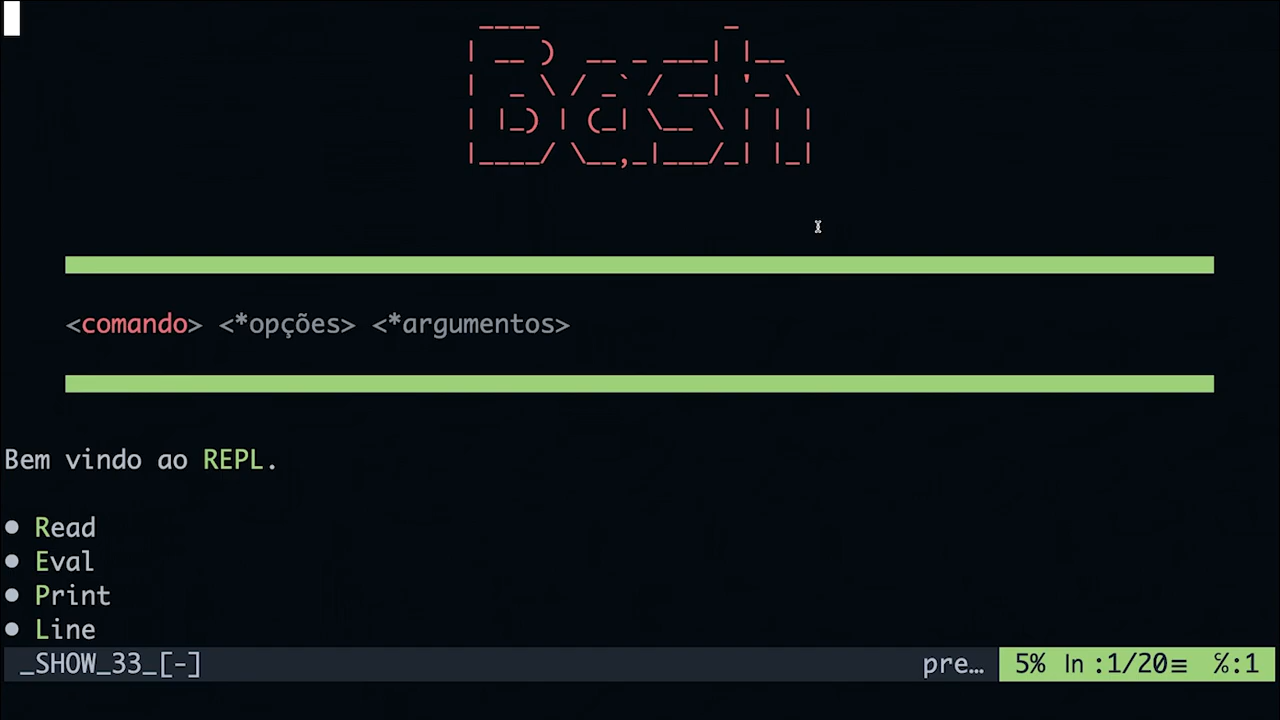 Bash
<comando> <*opções> <*argumentos>
Bem vindo ao REPL.
● Read
● Eval
● Print
● Line
_SHOW_33_[-] pre… 5% ln :1/20≡ ℅:1